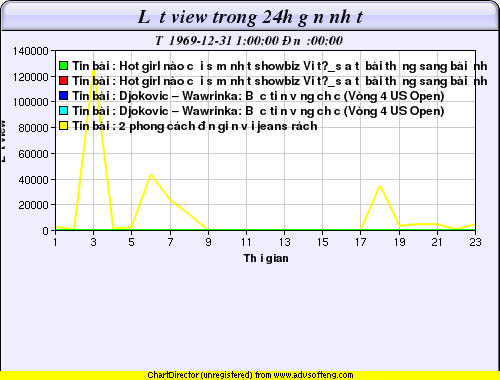 L t view trong 24h g n nh t
T 1969-12-31 1:00:00 Đ n :00:00
140000
Tin bài : Hot girl nào c i s m nh t showbiz Vi t?_s a t bài th ng sang bài nh
Tin bài : Hot girl nào c i s m nh t showbiz Vi t?_s a t bài th ng sang bài nh
Tin bài : Djokovic – Wawrinka: B c ti n v ng ch c (Vòng 4 US Open)
Tin bài : Djokovic – Wawrinka: B c ti n v ng ch c (Vòng 4 US Open)
Tin bài : 2 phong cách đ n gi n v i jeans rách
120000
100000
80000
60000
40000
20000
0
L t view
1 3 5 7 9 11 13 15 17 19 21 23
Th i gian
ChartDirector (unregistered) from www.advsofteng.com